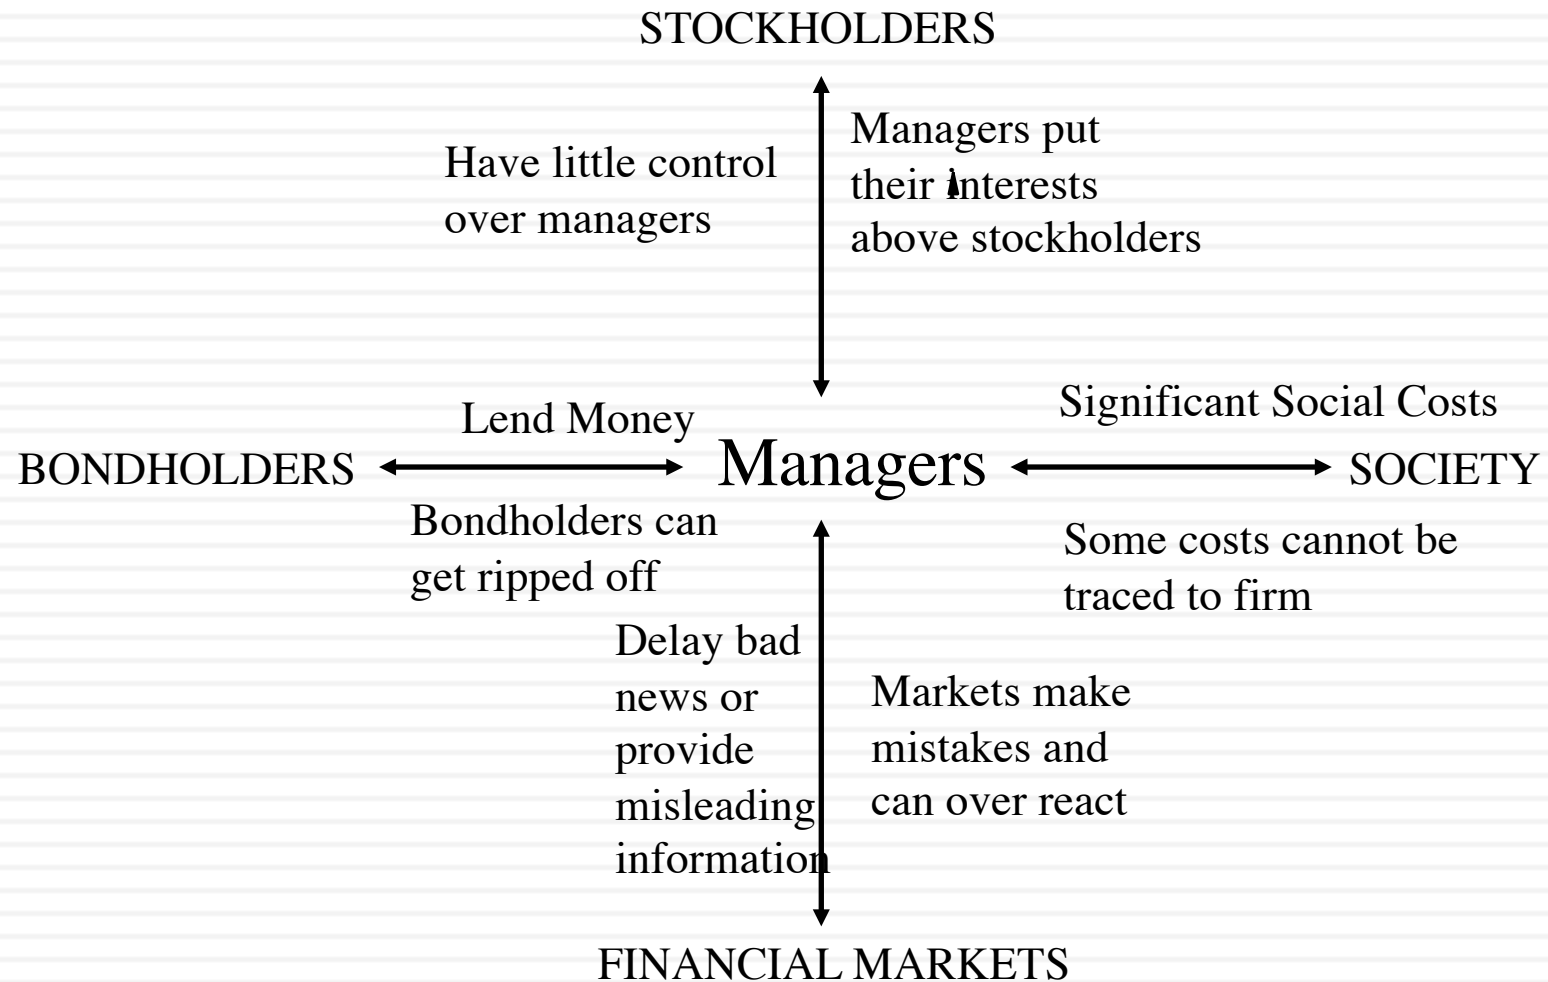 STOCKHOLDERS
Have little control
over managers
Managers put
their interests
above stockholders
Lend Money
BONDHOLDERS
Bondholders can
get ripped off
Managers
Significant Social Costs
SOCIETY
Some costs cannot be
traced to firm
Delay bad
news or
provide
misleading
information
Markets make
mistakes and
can over react
FINANCIAL MARKETS